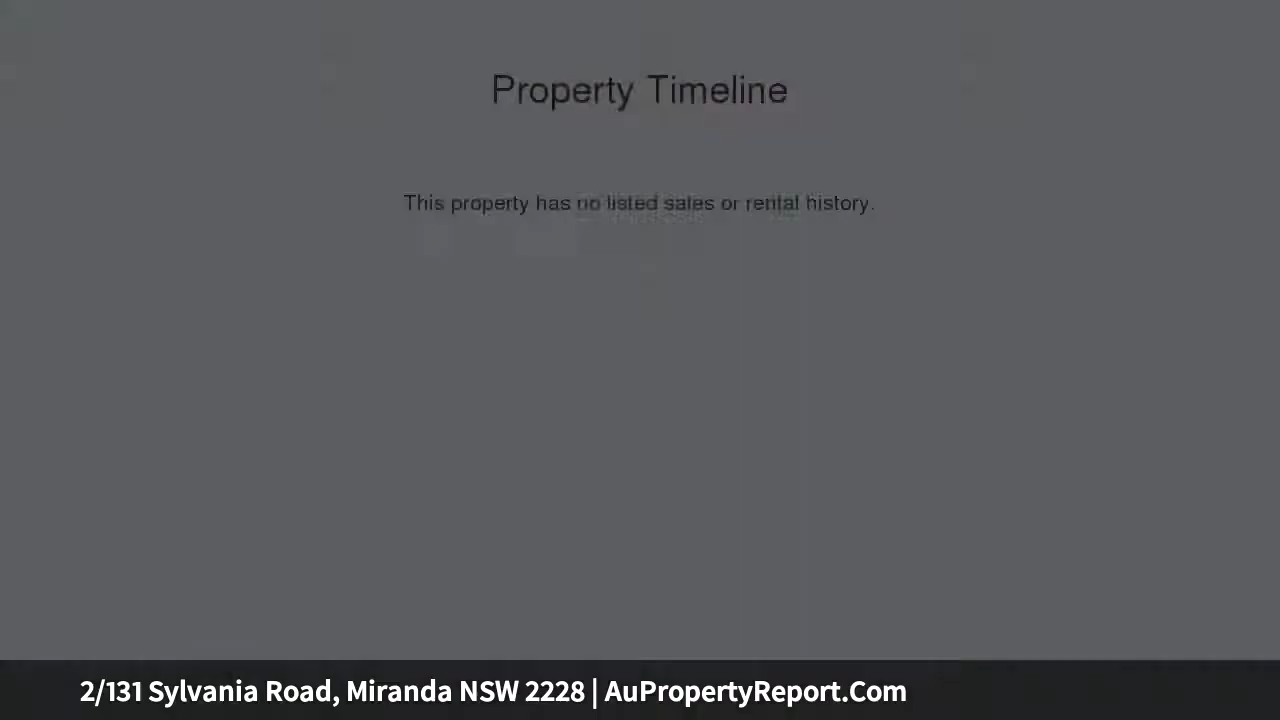 Property Timeline
This property has no listed sales or rental history.
2/131 Sylvania Road, Miranda NSW 2228 | AuPropertyReport.Com